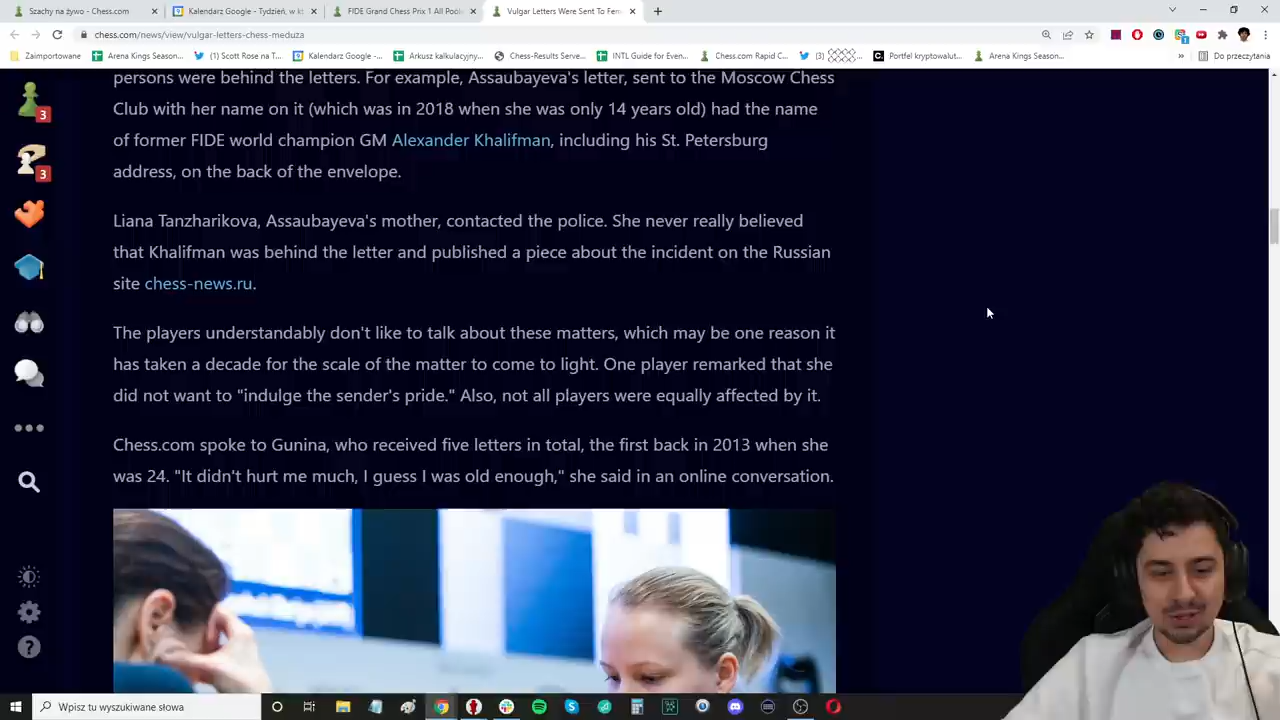 Szachy na żywo - Chess.com
Kalendarz Google - Tydzień, w kt
FIDE Grand Chess Prix 1 All Poole
Vulgar Letters Were Sent To Fem
chess.com/news/view/vulgar-letters-chess-meduza
Zaimportowane
Arena Kings Season...
(1) Scott Rose na T...
Kalendarz Google -...
Arkusz kalkulacyjny...
Chess-Results Serve...
INTL Guide for Even...
Chess.com Rapid C...
(3)
Portfel kryptowalut...
Arena Kings Season...
»
Do przeczytania
persons were behind the letters. For example, Assaubayeva's letter, sent to the Moscow Chess
Club with her name on it (which was in 2018 when she was only 14 years old) had the name
of former FIDE world champion GM Alexander Khalifman, including his St. Petersburg
address, on the back of the envelope.
Liana Tanzharikova, Assaubayeva's mother, contacted the police. She never really believed
that Khalifman was behind the letter and published a piece about the incident on the Russian
site chess-news.ru.
The players understandably don't like to talk about these matters, which may be one reason it
has taken a decade for the scale of the matter to come to light. One player remarked that she
did not want to "indulge the sender's pride." Also, not all players were equally affected by it.
Chess.com spoke to Gunina, who received five letters in total, the first back in 2013 when she
was 24. "It didn't hurt me much, I guess I was old enough," she said in an online conversation.
3
3
Wpisz tu wyszukiwane słowa